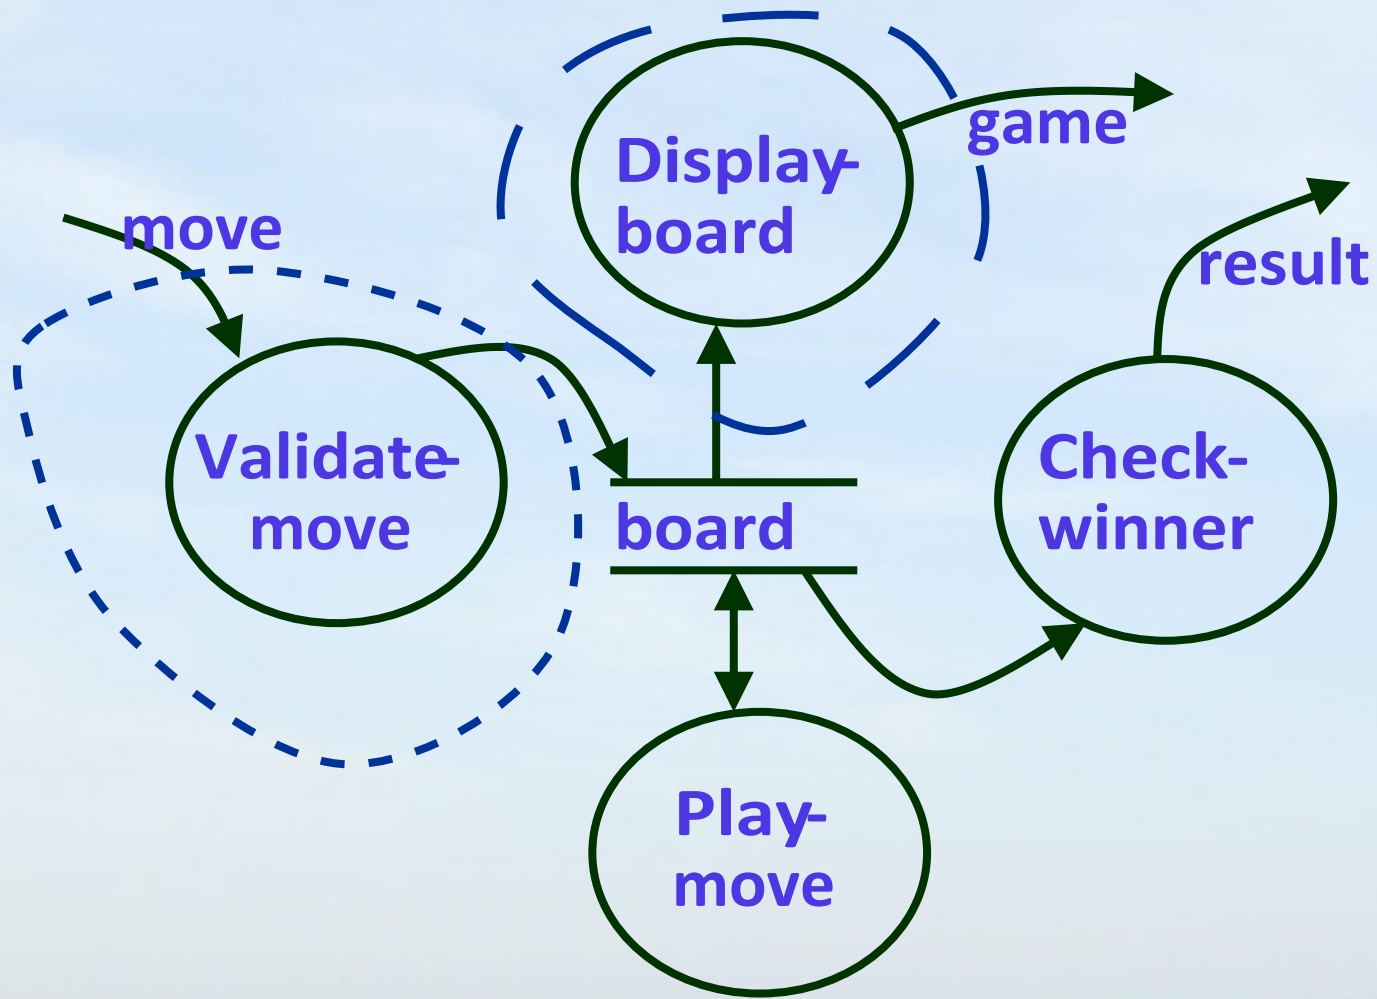 Display-
board
game
move
result
Validate-
move
board
Check-
winner
Play-
move